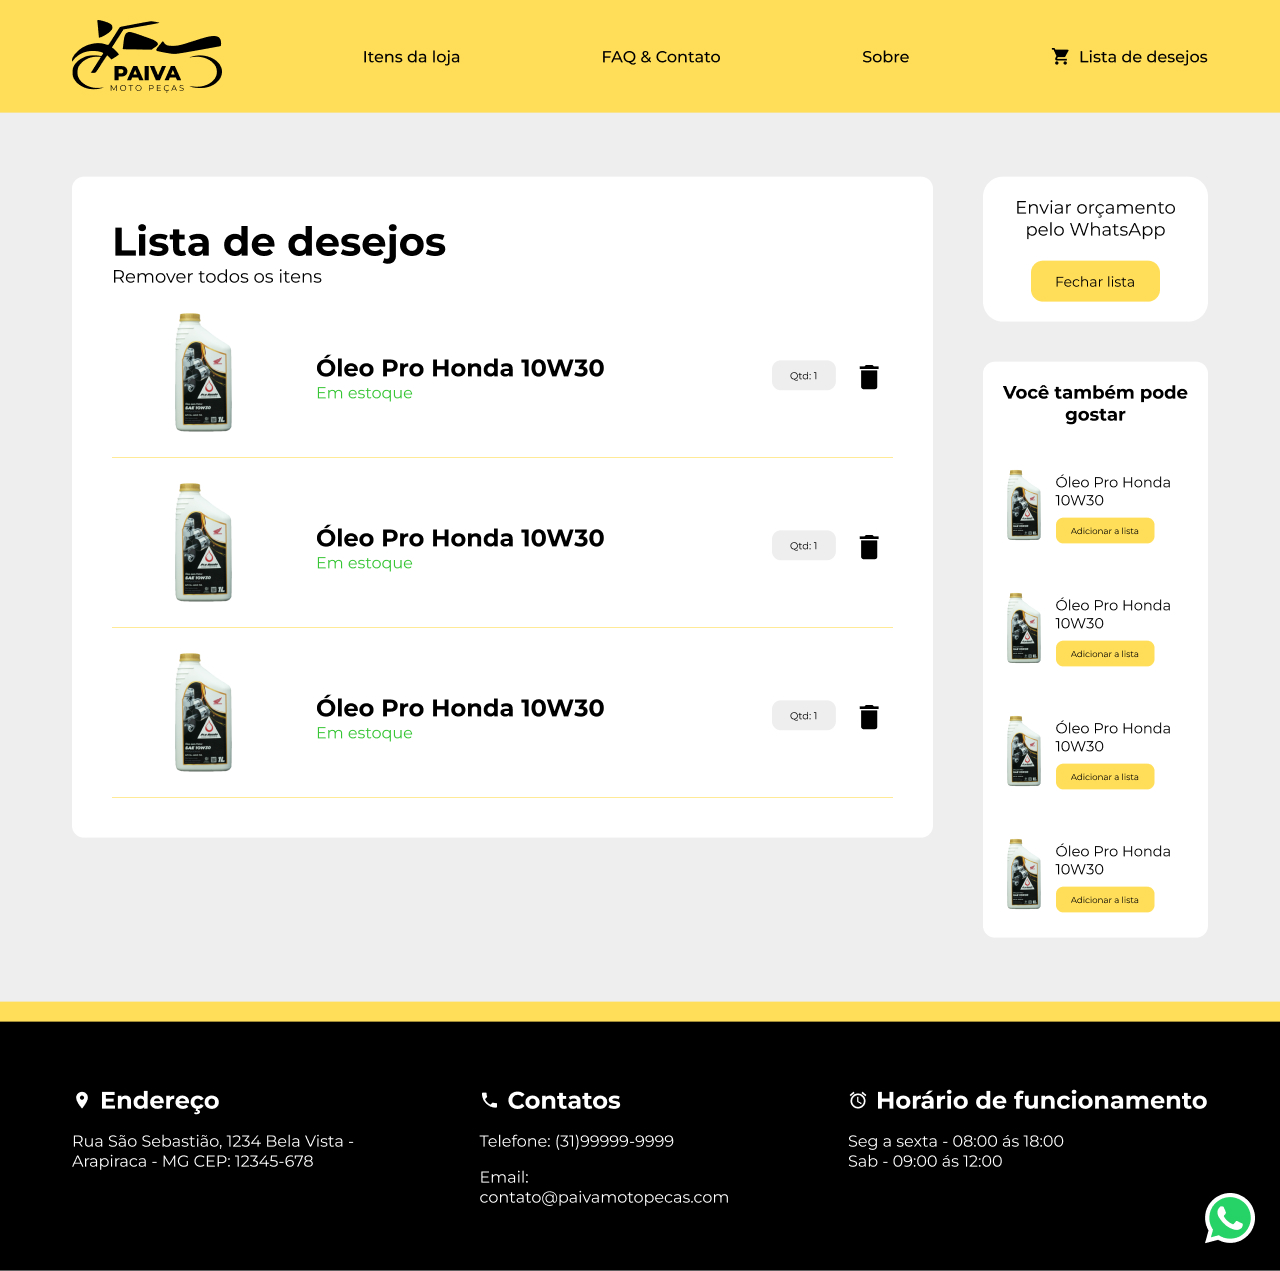 PAIVA
MOTO PEÇAS
Itens da loja
FAQ & Contato
Sobre
Lista de desejos
Lista de desejos
Remover todos os itens
Óleo Pro Honda 10W30
Em estoque
Qtd: 1
Óleo Pro Honda 10W30
Em estoque
Qtd: 1
Óleo Pro Honda 10W30
Em estoque
Qtd: 1
Enviar orçamento
pelo WhatsApp
Fechar lista
Você também pode
gostar
Óleo Pro Honda
10W30
Adicionar a lista
Óleo Pro Honda
10W30
Adicionar a lista
Óleo Pro Honda
10W30
Adicionar a lista
Óleo Pro Honda
10W30
Adicionar a lista
Endereço
Rua São Sebastião, 1234 Bela Vista -
Arapiraca - MG CEP: 12345-678
Contatos
Telefone: (31)99999-9999
Email:
contato@paivamotopecas.com
Horário de funcionamento
Seg a sexta - 08:00 ás 18:00
Sab - 09:00 ás 12:00